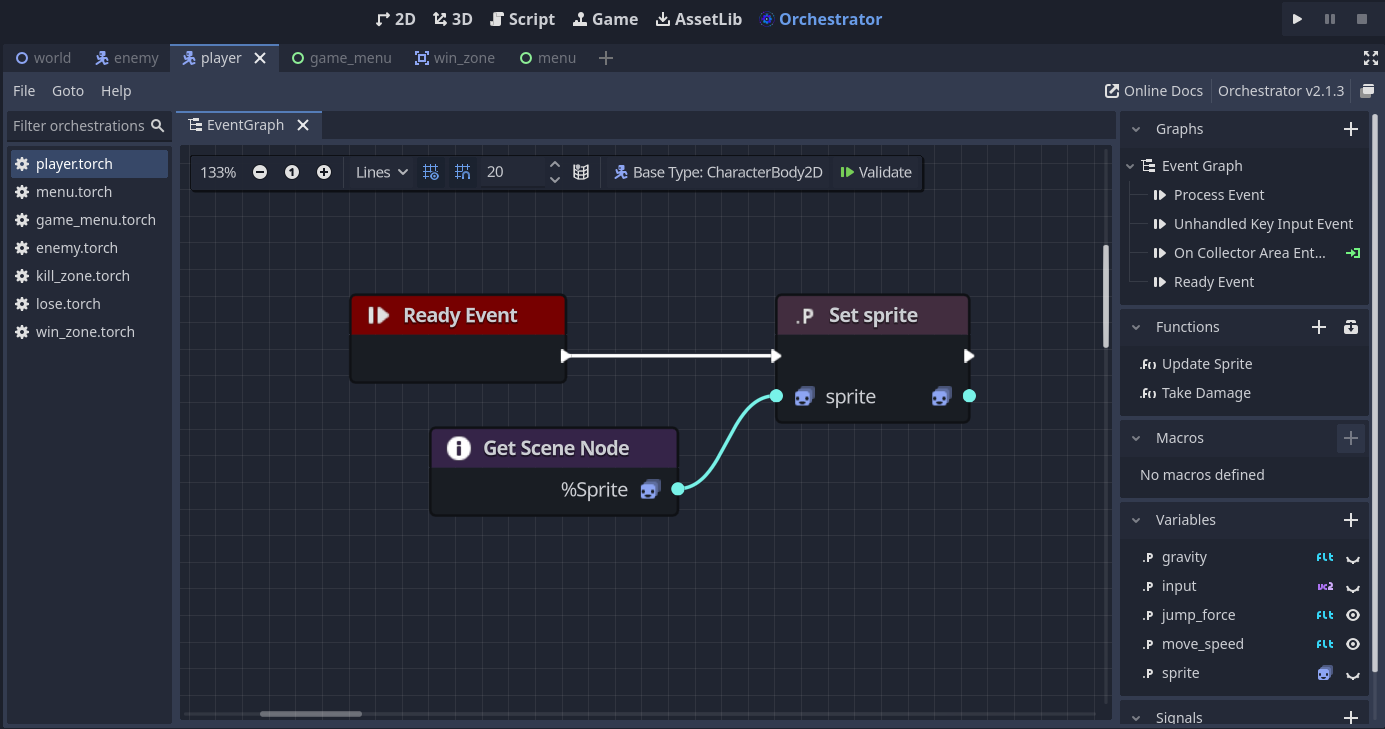 2D 3D Script Game AssetLib Orchestrator
world enemy player game_menu win_zone menu
File Goto Help Online Docs Orchestrator v2.1.3
Filter orchestrations
player.torch
menu.torch
game_menu.torch
enemy.torch
kill_zone.torch
lose.torch
win_zone.torch
EventGraph
133% 1 Lines 20 Base Type: CharacterBody2D Validate
Ready Event
Get Scene Node
%Sprite
.P Set sprite
sprite
Graphs
Event Graph
Process Event
Unhandled Key Input Event
On Collector Area Ent...
Ready Event
Functions
.f() Update Sprite
.f() Take Damage
Macros
No macros defined
Variables
.P gravity flt
.P input vc2
.P jump_force flt
.P move_speed flt
.P sprite
Signals